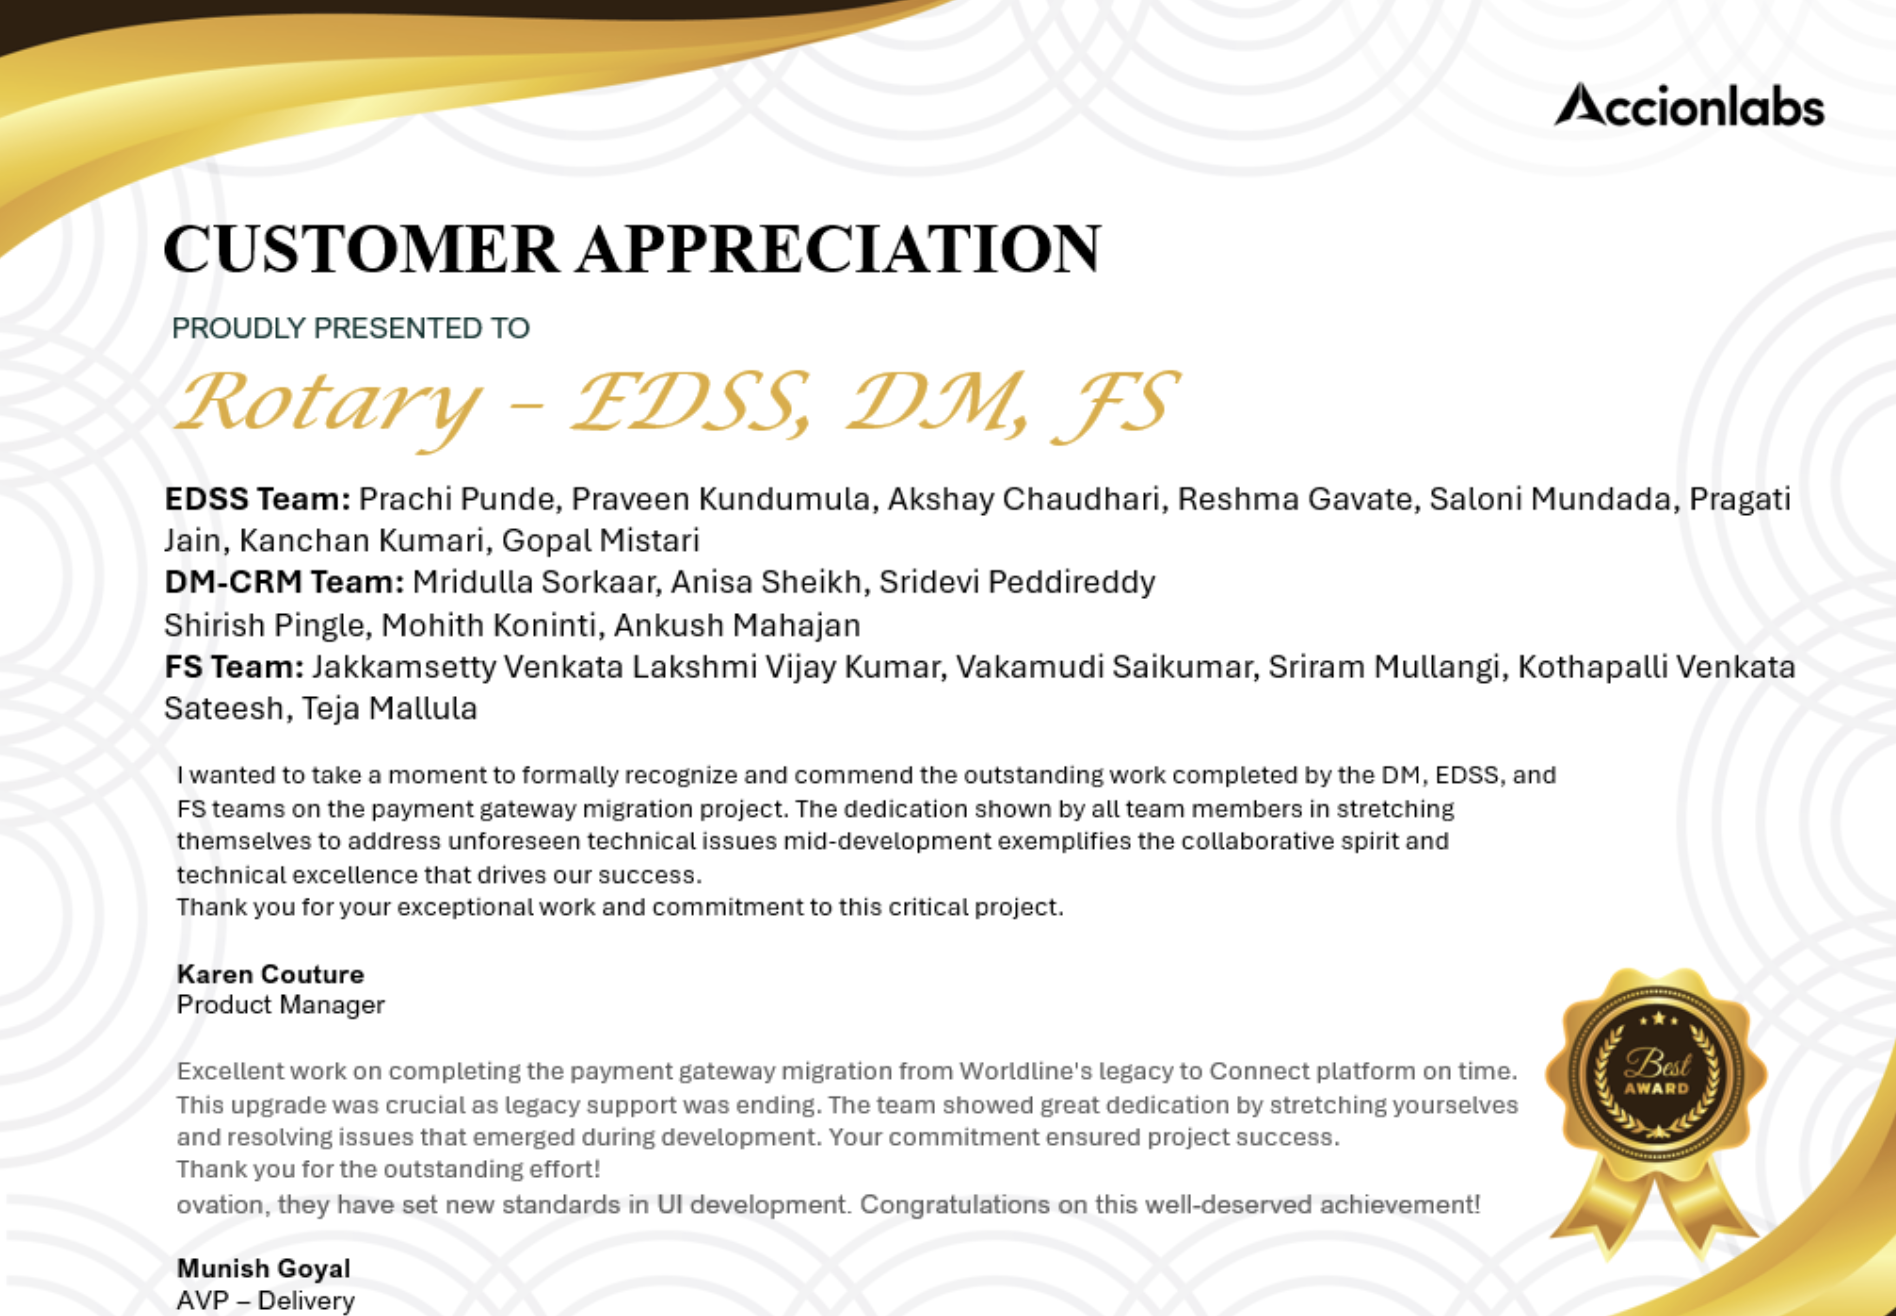 Accionlabs
CUSTOMER APPRECIATION
PROUDLY PRESENTED TO
Rotary – EDSS, DM, FS
EDSS Team: Prachi Punde, Praveen Kundumula, Akshay Chaudhari, Reshma Gavate, Saloni Mundada, Pragati
Jain, Kanchan Kumari, Gopal Mistari
DM-CRM Team: Mridulla Sorkaar, Anisa Sheikh, Sridevi Peddireddy
Shirish Pingle, Mohith Koninti, Ankush Mahajan
FS Team: Jakkamsetty Venkata Lakshmi Vijay Kumar, Vakamudi Saikumar, Sriram Mullangi, Kothapalli Venkata
Sateesh, Teja Mallula
I wanted to take a moment to formally recognize and commend the outstanding work completed by the DM, EDSS, and
FS teams on the payment gateway migration project. The dedication shown by all team members in stretching
themselves to address unforeseen technical issues mid-development exemplifies the collaborative spirit and
technical excellence that drives our success.
Thank you for your exceptional work and commitment to this critical project.
Karen Couture
Product Manager
Excellent work on completing the payment gateway migration from Worldline's legacy to Connect platform on time.
This upgrade was crucial as legacy support was ending. The team showed great dedication by stretching yourselves
and resolving issues that emerged during development. Your commitment ensured project success.
Thank you for the outstanding effort!
ovation, they have set new standards in UI development. Congratulations on this well-deserved achievement!
Best
AWARD
Munish Goyal
AVP – Delivery